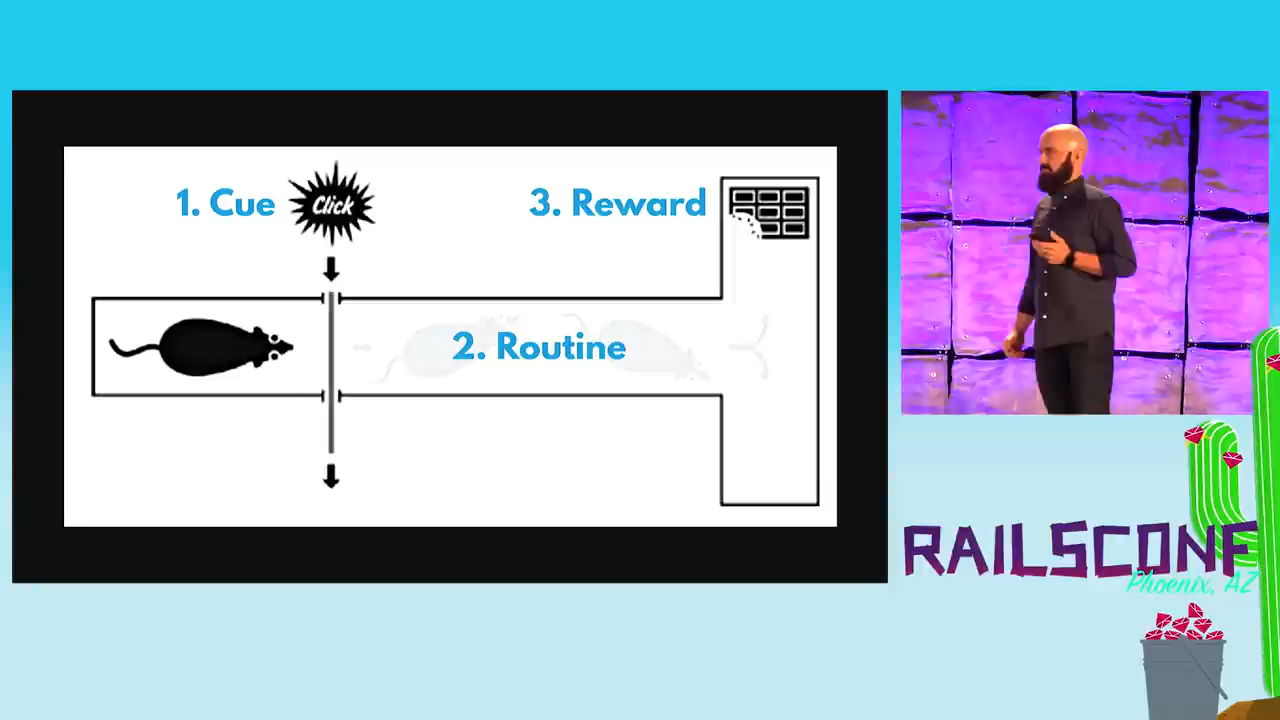 1. Cue
Click
3. Reward
2. Routine
RAILSCONF
Phoenix, AZ